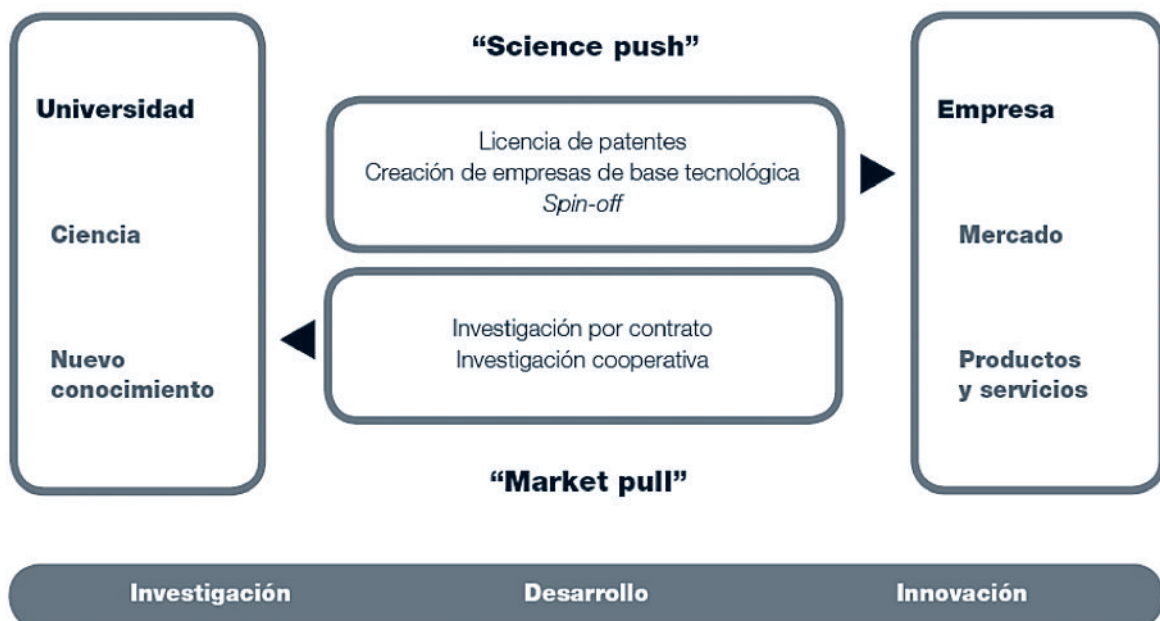 “Science push”
Universidad
Ciencia
Nuevo
conocimiento
Licencia de patentes
Creación de empresas de base tecnológica
Spin-off
Investigación por contrato
Investigación cooperativa
Empresa
Mercado
Productos
y servicios
“Market pull”
Investigación
Desarrollo
Innovación